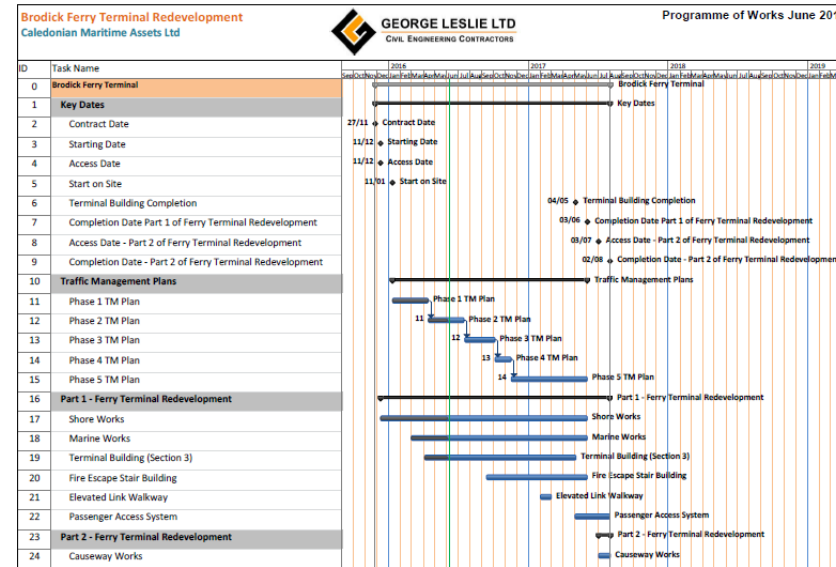 Brodick Ferry Terminal Redevelopment
Caledonian Maritime Assets Ltd
GEORGE LESLIE LTD
CIVIL ENGINEERING CONTRACTORS
Programme of Works June 201
ID Task Name 2016 2017 2018 2019
0 Brodick Ferry Terminal Brodick Ferry Terminal
1 Key Dates Key Dates
2 Contract Date 27/11 Contract Date
3 Starting Date 11/12 Starting Date
4 Access Date 11/12 Access Date
5 Start on Site 11/01 Start on Site
6 Terminal Building Completion 04/05 Terminal Building Completion
7 Completion Date Part 1 of Ferry Terminal Redevelopment 03/06 Completion Date Part 1 of Ferry Terminal Redevelopment
8 Access Date - Part 2 of Ferry Terminal Redevelopment 03/07 Access Date - Part 2 of Ferry Terminal Redevelopment
9 Completion Date - Part 2 of Ferry Terminal Redevelopment 02/08 Completion Date - Part 2 of Ferry Terminal Redevelopmen
10 Traffic Management Plans Traffic Management Plans
11 Phase 1 TM Plan Phase 1 TM Plan
12 Phase 2 TM Plan 11 Phase 2 TM Plan
13 Phase 3 TM Plan 12 Phase 3 TM Plan
14 Phase 4 TM Plan 13 Phase 4 TM Plan
15 Phase 5 TM Plan 14 Phase 5 TM Plan
16 Part 1 - Ferry Terminal Redevelopment Part 1 - Ferry Terminal Redevelopment
17 Shore Works Shore Works
18 Marine Works Marine Works
19 Terminal Building (Section 3) Terminal Building (Section 3)
20 Fire Escape Stair Building Fire Escape Stair Building
21 Elevated Link Walkway Elevated Link Walkway
22 Passenger Access System Passenger Access System
23 Part 2 - Ferry Terminal Redevelopment Part 2 - Ferry Terminal Redevelopment
24 Causeway Works Causeway Works